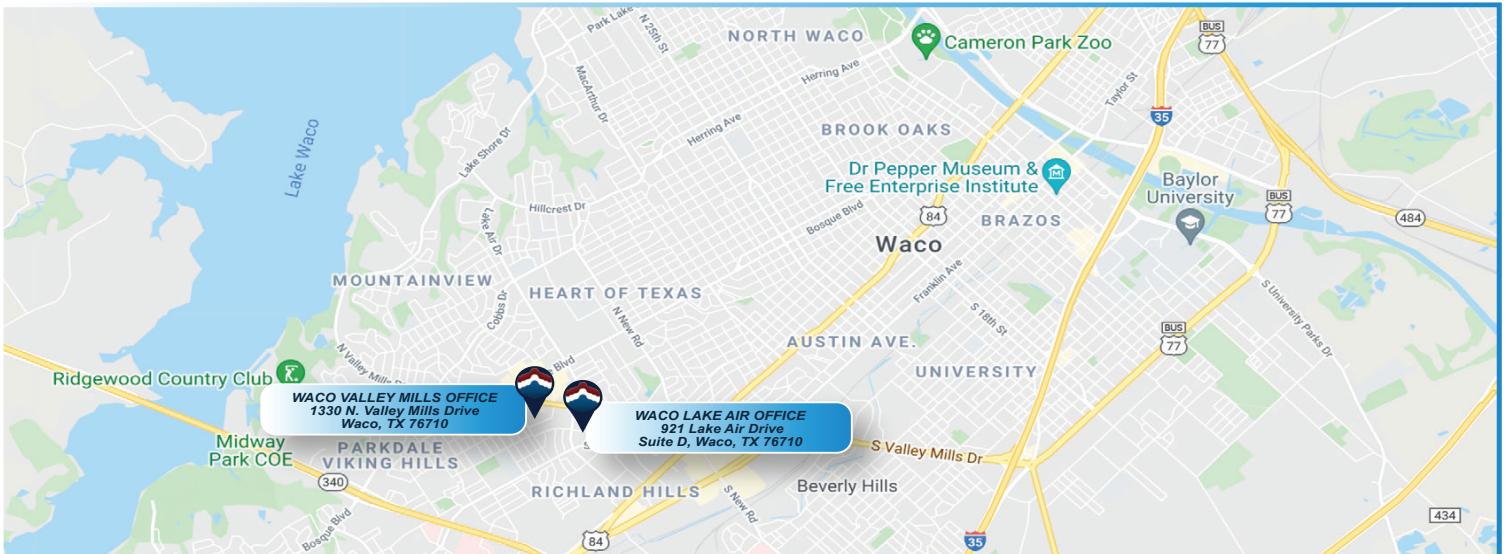 Park Lake
N 25th St
NORTH WACO
Cameron Park Zoo
BUS
77
MacArthur Dr
Herring Ave
Taylor St
35
Lake Waco
Lake Shore Dr
Herring Ave
BROOK OAKS
Dr Pepper Museum &
Free Enterprise Institute
Baylor
University
Hillcrest Dr
Lake Air Dr
Bosque Blvd
84
BRAZOS
BUS
77
484
Waco
MOUNTAINVIEW
HEART OF TEXAS
Cobbs Dr
N New Rd
Franklin Ave
S 18th St
S University Parks Dr
AUSTIN AVE.
BUS
77
N Valley Mills Dr
Blvd
UNIVERSITY
Ridgewood Country Club
WACO VALLEY MILLS OFFICE
1330 N. Valley Mills Drive
Waco, TX 76710
WACO LAKE AIR OFFICE
921 Lake Air Drive
Suite D, Waco, TX 76710
Midway
Park COE
PARKDALE
VIKING HILLS
S Valley Mills Dr
340
RICHLAND HILLS
Beverly Hills
S New Rd
Bosque Blvd
84
35
434